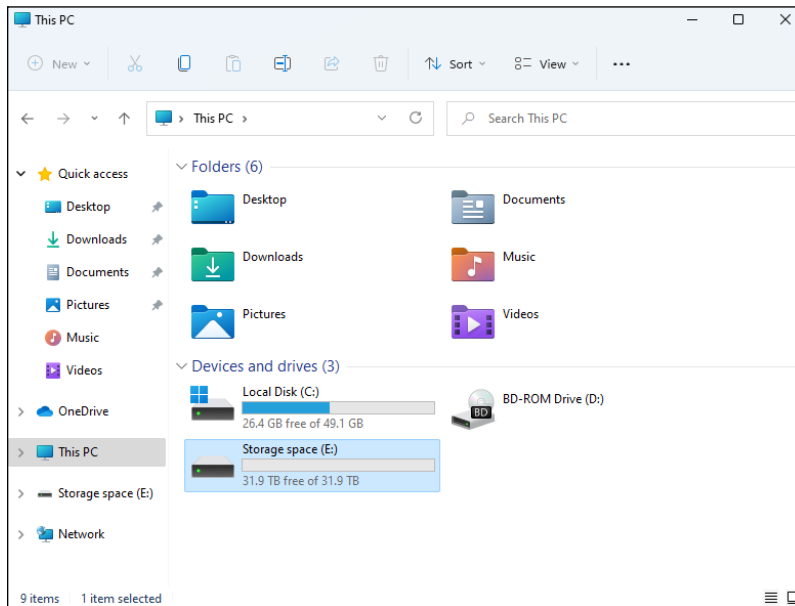 This PC
New
Sort
View
This PC
Search This PC
Quick access
Desktop
Downloads
Documents
Pictures
Music
Videos
OneDrive
This PC
Storage space (E:)
Network
Folders (6)
Desktop
Documents
Downloads
Music
Pictures
Videos
Devices and drives (3)
Local Disk (C:)
26.4 GB free of 49.1 GB
BD-ROM Drive (D:)
BD
Storage space (E:)
31.9 TB free of 31.9 TB
9 items
1 item selected